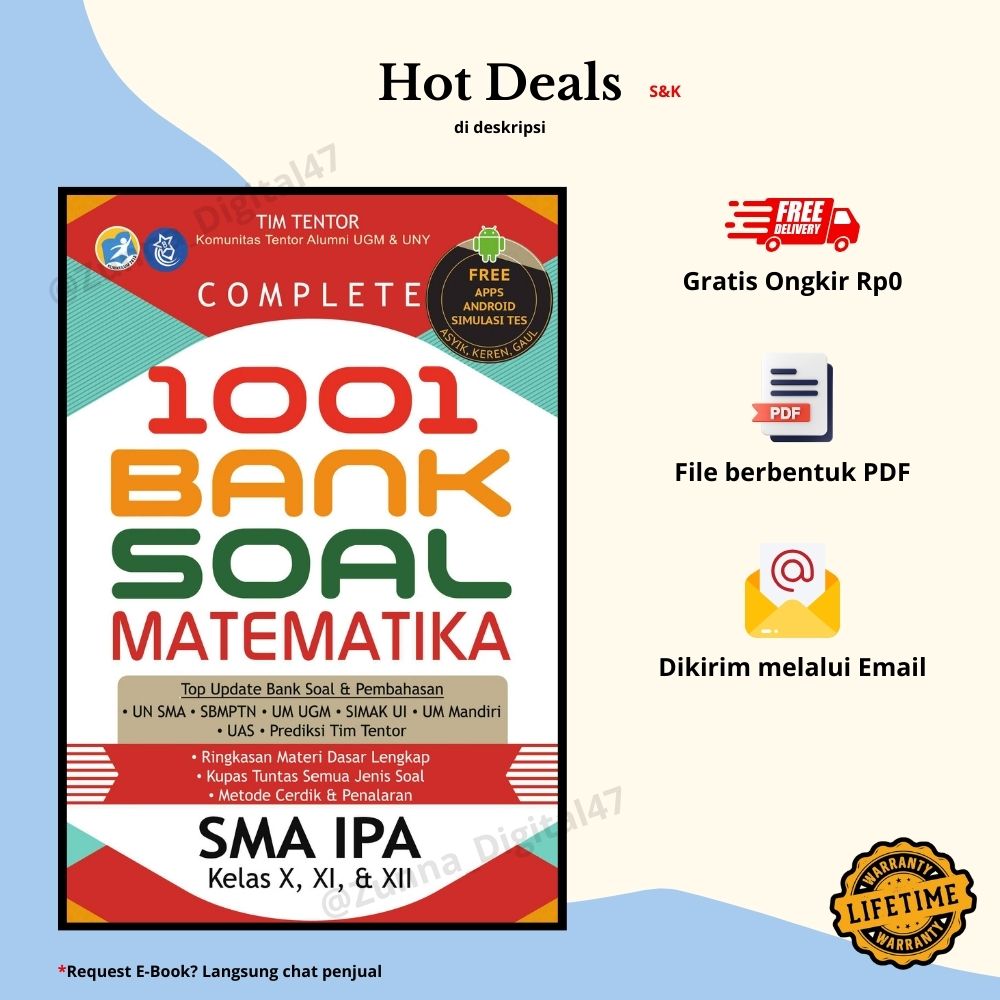 Hot Deals S&K
di deskripsi
@Zunna_Digital47
TIM TENTOR
Komunitas Tentor Alumni UGM & UNY
COMPLETE
FREE
APPS
ANDROID
SIMULASI TES
ASYIK, KEREN, GAUL
1001
BANK
SOAL
MATEMATIKA
Top Update Bank Soal & Pembahasan
• UN SMA • SBMPTN • UM UGM • SIMAK UI • UM Mandiri
• UAS • Prediksi Tim Tentor
• Ringkasan Materi Dasar Lengkap
• Kupas Tuntas Semua Jenis Soal
• Metode Cerdik & Penalaran
SMA IPA
Kelas X, XI, & XII
@Zunna_Digital47
FREE
DELIVERY
Gratis Ongkir Rp0
PDF
File berbentuk PDF
@
Dikirim melalui Email
WARRANTY
LIFETIME
WARRANTY
*Request E-Book? Langsung chat penjual